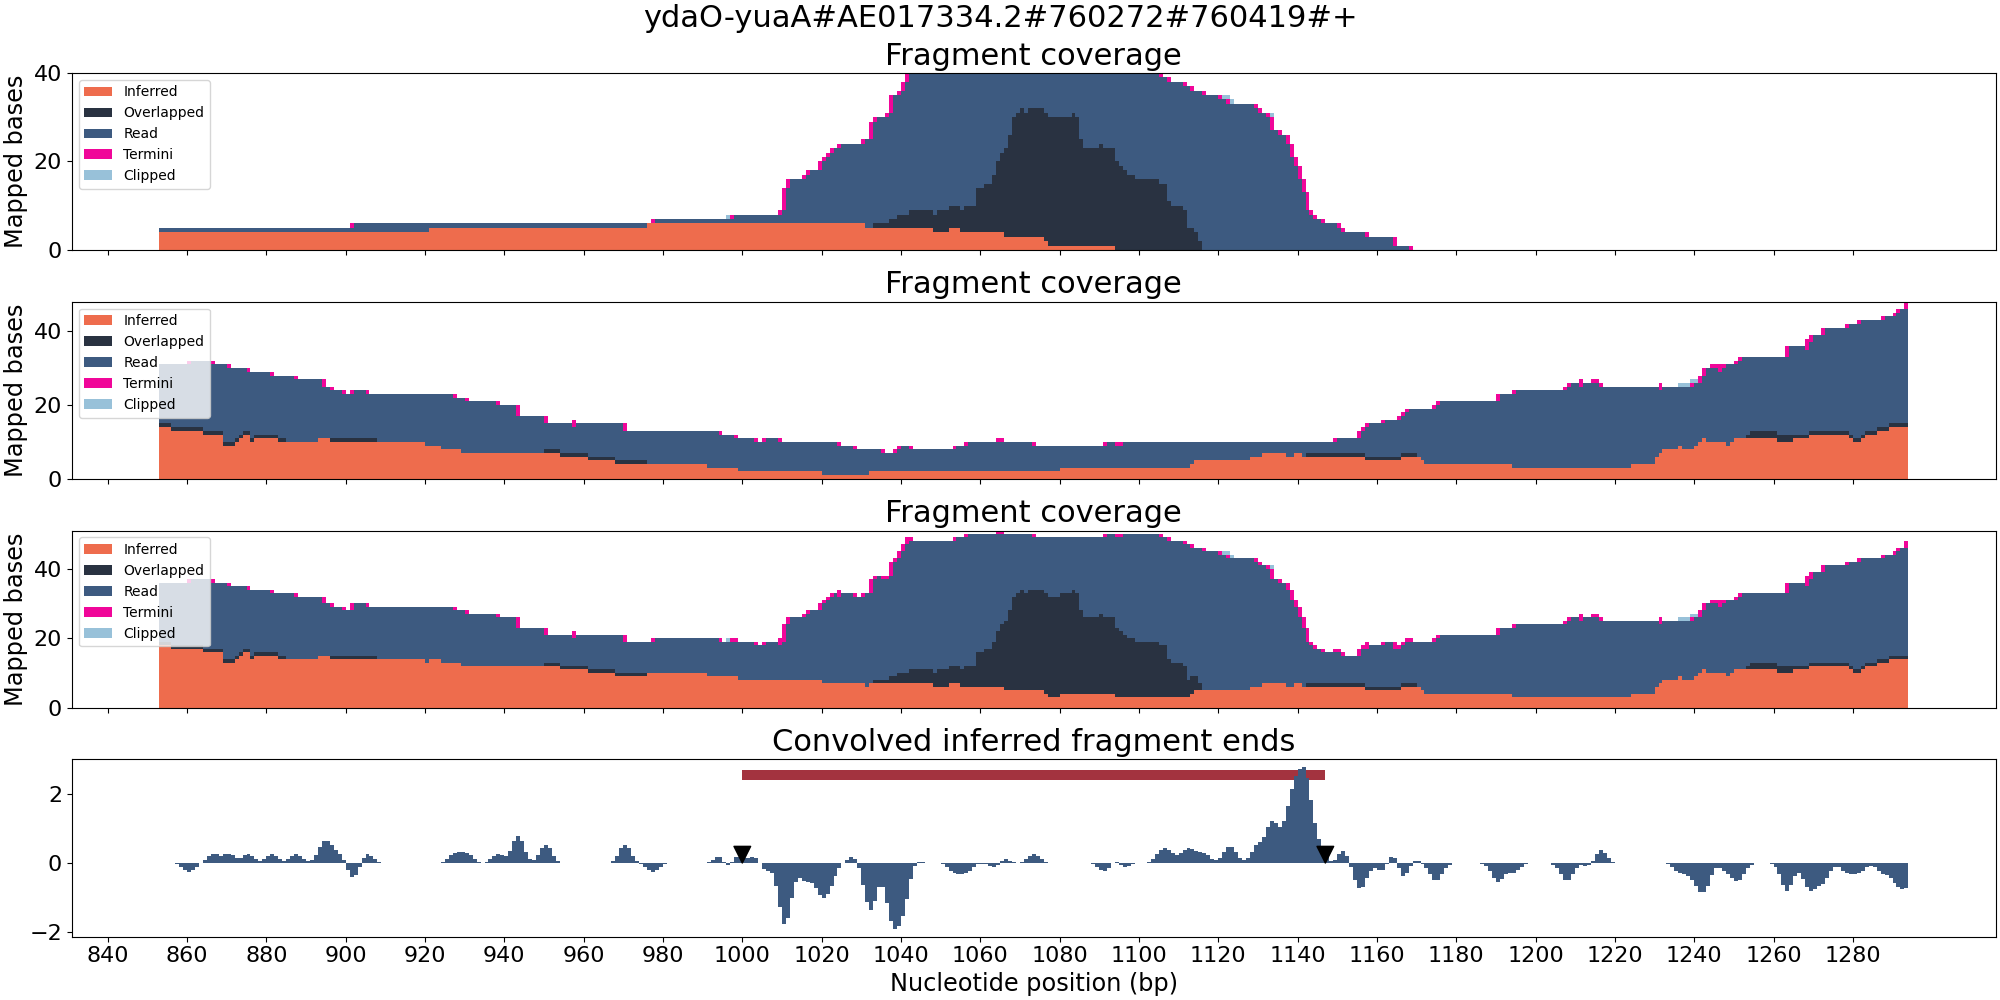 ydaO-yuaA#AE017334.2#760272#760419#+
Fragment coverage
Mapped bases
40
20
0
Inferred
Overlapped
Read
Termini
Clipped
Fragment coverage
Mapped bases
40
20
0
Inferred
Overlapped
Read
Termini
Clipped
Fragment coverage
Mapped bases
40
20
0
Inferred
Overlapped
Read
Termini
Clipped
Convolved inferred fragment ends
2
0
−2
840 860 880 900 920 940 960 980 1000 1020 1040 1060 1080 1100 1120 1140 1160 1180 1200 1220 1240 1260 1280
Nucleotide position (bp)